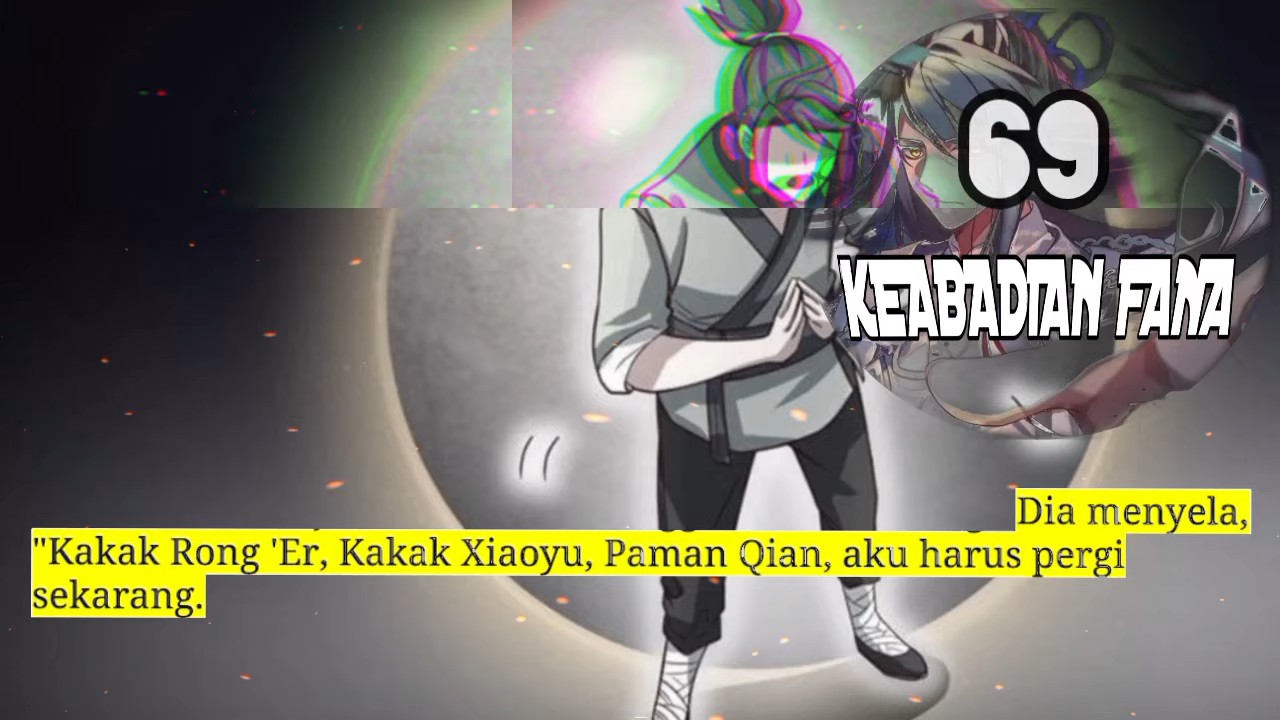 69
KEABADIAN FANA
Dia menyela,
"Kakak Rong 'Er, Kakak Xiaoyu, Paman Qian, aku harus pergi
sekarang.